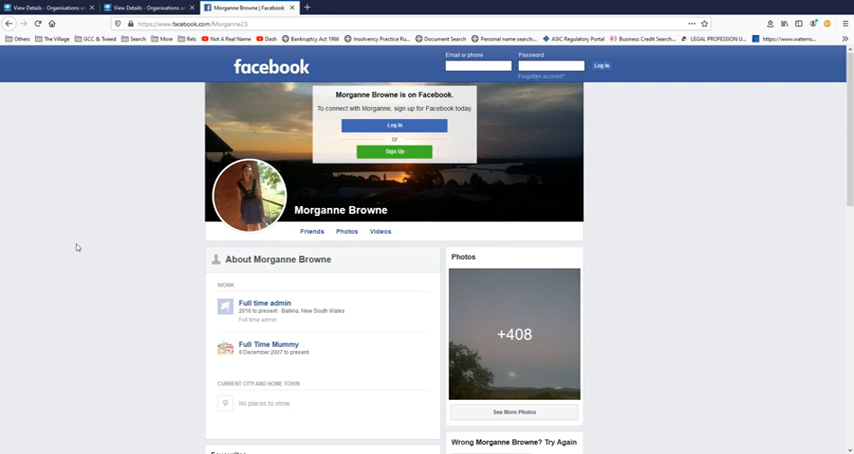 View Details - Organisations an
View Details - Organisations an
Morganne Browne | Facebook
https://www.facebook.com/Morganne23
Others
The Village
GCC & Tweed
Search
More
Rels
Not A Real Name
Dash
Bankruptcy Act 1966
Insolvency Practice Ru...
Document Search
Personal name search...
ASIC Regulatory Portal
Business Credit Search...
LEGAL PROFESSION U...
https://www.waterns...
facebook
Email or phone
Password
Log In
Forgotten account?
Morganne Browne is on Facebook.
To connect with Morganne, sign up for Facebook today.
Log In
or
Sign Up
Morganne Browne
Friends
Photos
Videos
About Morganne Browne
WORK
Full time admin
2016 to present · Ballina, New South Wales
Full time admin
Full Time Mummy
6 December 2007 to present
CURRENT CITY AND HOME TOWN
No places to show
Favourites
Photos
+408
See More Photos
Wrong Morganne Browne? Try Again